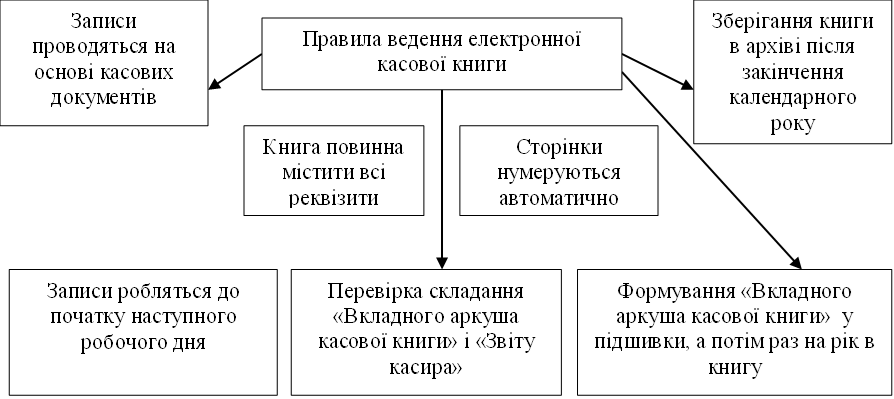 Записи
проводяться на
основі касових
документів
Правила ведення електронної
касової книги
Зберігання книги
в архіві після
закінчення
календарного
року
Книга повинна
містити всі
реквізити
Сторінки
нумеруються
автоматично
Записи робляться до
початку наступного
робочого дня
Перевірка складання
«Вкладного аркуша
касової книги» і «Звіту
касира»
Формування «Вкладного
аркуша касової книги» у
підшивки, а потім раз на рік в
книгу